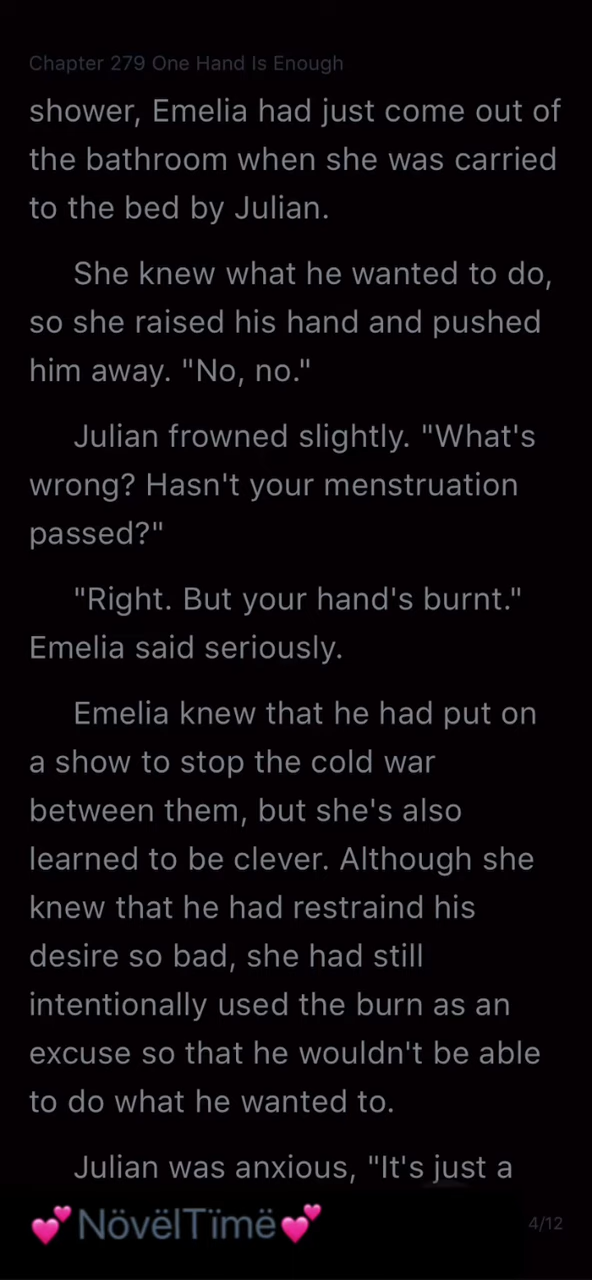 Chapter 279 One Hand Is Enough
shower, Emelia had just come out of
the bathroom when she was carried
to the bed by Julian.
She knew what he wanted to do,
so she raised his hand and pushed
him away. "No, no."
Julian frowned slightly. "What's
wrong? Hasn't your menstruation
passed?"
"Right. But your hand's burnt."
Emelia said seriously.
Emelia knew that he had put on
a show to stop the cold war
between them, but she's also
learned to be clever. Although she
knew that he had restraind his
desire so bad, she had still
intentionally used the burn as an
excuse so that he wouldn't be able
to do what he wanted to.
Julian was anxious, "It's just a
💕NövëlTïmë💕
4/12